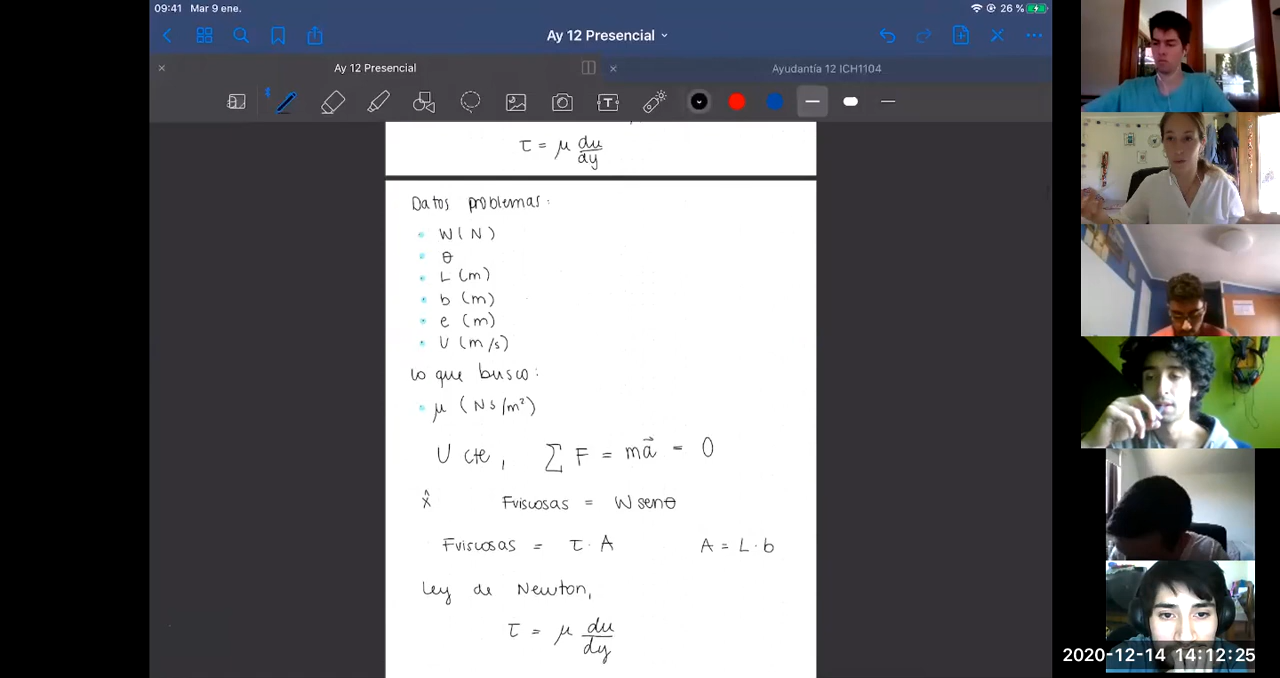 09:41 Mar 9 ene.
26 %
Ay 12 Presencial
Ay 12 Presencial
Ayudantía 12 ICH1104
τ = μ du/dy
Datos problemas:
• W (N)
• θ
• L (m)
• b (m)
• e (m)
• U (m/s)
Lo que busco:
• μ (Ns/m²)
U cte, Σ F = ma⃗ = 0
x̂ Fviscosas = W senθ
Fviscosas = τ · A A = L · b
Ley de Newton,
τ = μ du/dy
2020-12-14 14:12:25